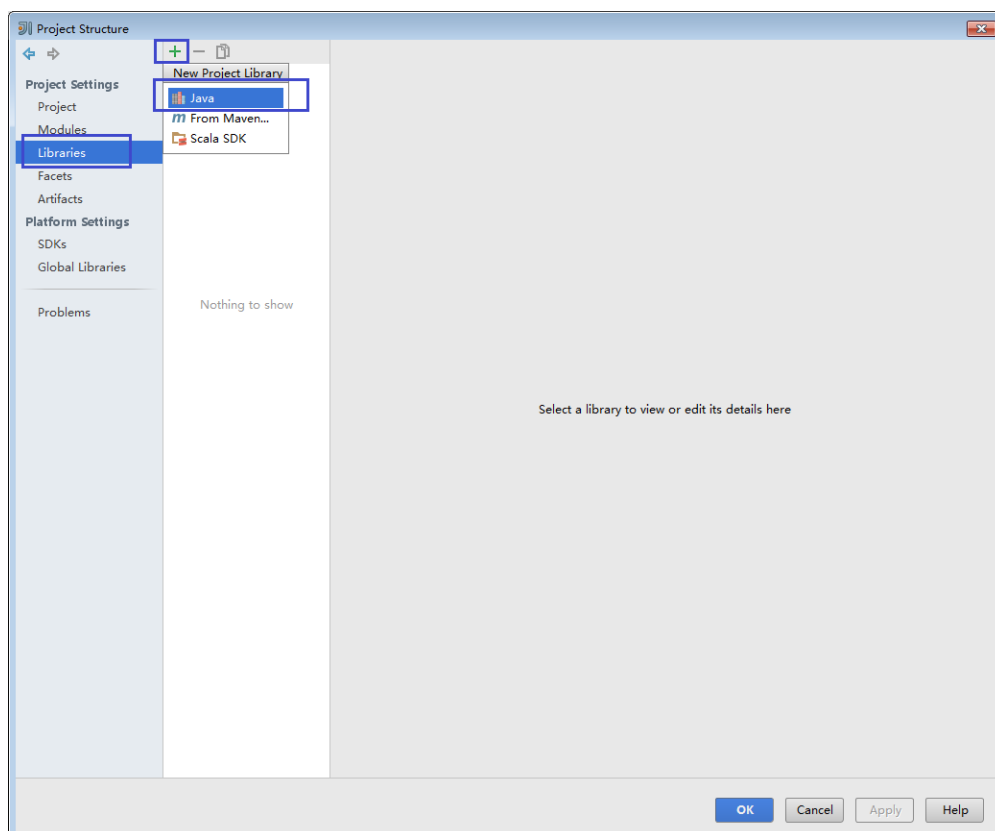 Project Structure
New Project Library
Java
From Maven...
Scala SDK
Project Settings
Project
Modules
Libraries
Facets
Artifacts
Platform Settings
SDKs
Global Libraries
Problems
Nothing to show
Select a library to view or edit its details here
OK
Cancel
Apply
Help